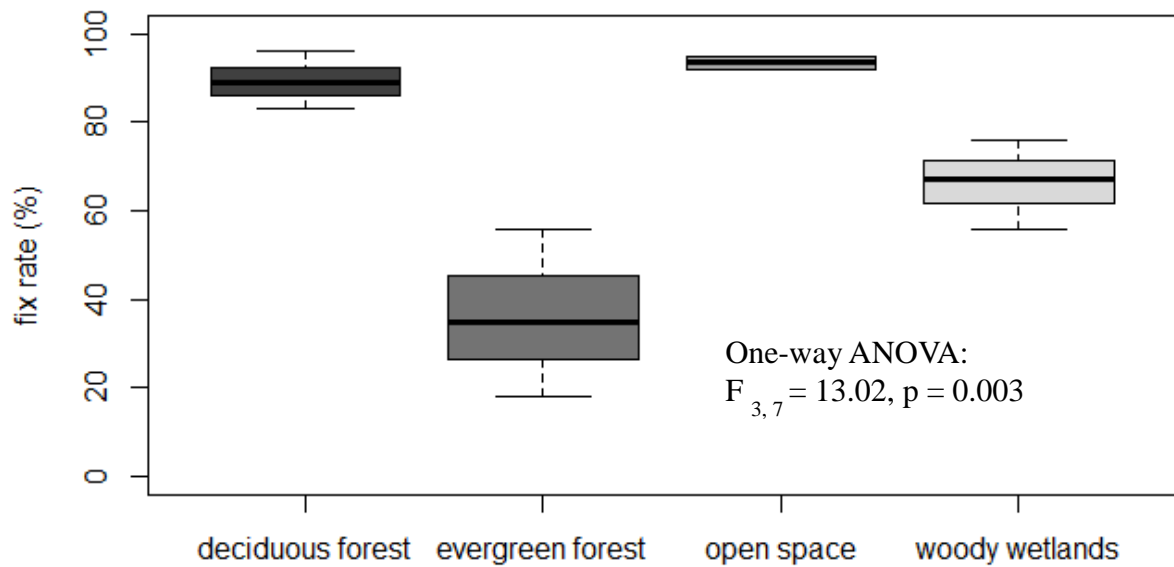 fix rate (%)
100
80
60
40
20
0
One-way ANOVA:
F 3, 7 = 13.02, p = 0.003
deciduous forest evergreen forest open space woody wetlands